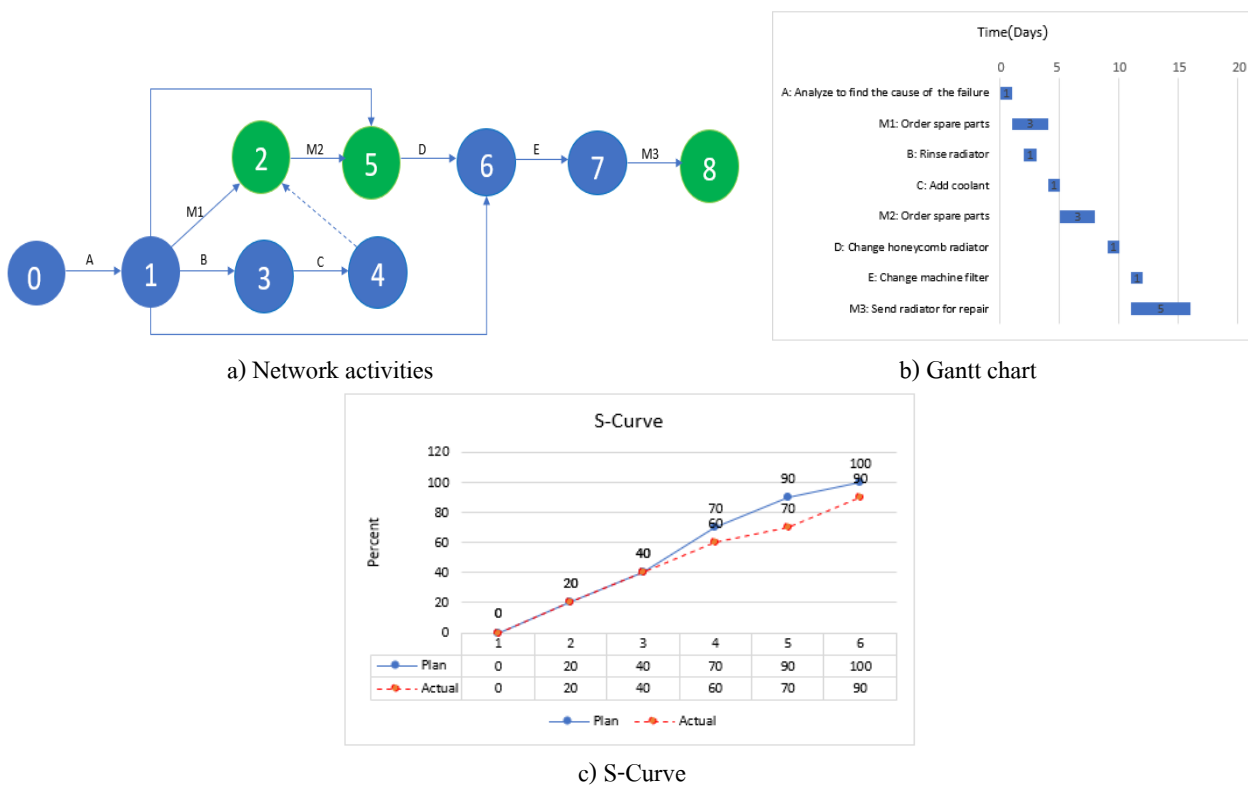 0
A
1
M1
B
2
M2
5
D
6
E
7
M3
8
3
C
4
a) Network activities
Time(Days)
0 5 10 15 20
A: Analyze to find the cause of the failure 1
M1: Order spare parts 3
B: Rinse radiator 1
C: Add coolant 1
M2: Order spare parts 3
D: Change honeycomb radiator 1
E: Change machine filter 1
M3: Send radiator for repair 5
b) Gantt chart
S-Curve
Percent
120
100
80
60
40
20
0
0
20
40
70
60
90
70
100
90
1 2 3 4 5 6
Plan 0 20 40 70 90 100
Actual 0 20 40 60 70 90
Plan Actual
c) S-Curve